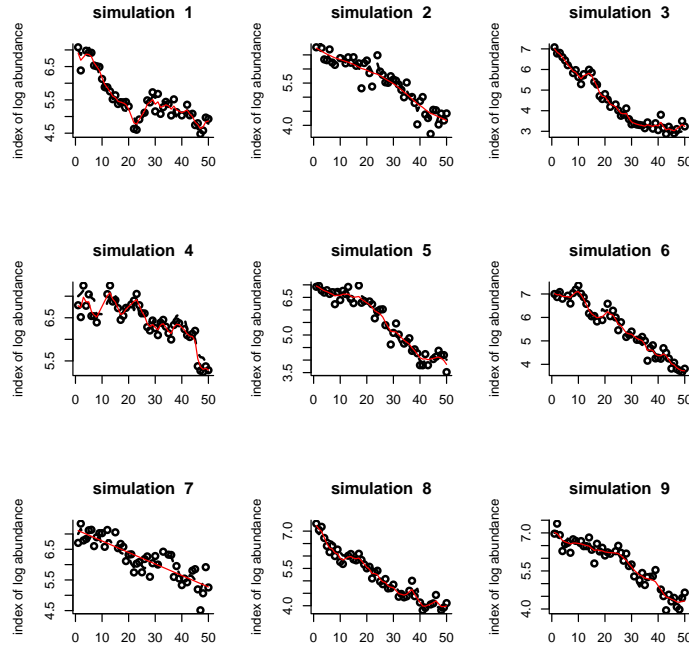 simulation 1
index of log abundance
4.5 5.5 6.5
0 10 20 30 40 50
simulation 2
index of log abundance
4.0 5.5
0 10 20 30 40 50
simulation 3
index of log abundance
3 4 5 6 7
0 10 20 30 40 50
simulation 4
index of log abundance
5.5 6.5
0 10 20 30 40 50
simulation 5
index of log abundance
3.5 5.0 6.5
0 10 20 30 40 50
simulation 6
index of log abundance
4 5 6 7
0 10 20 30 40 50
simulation 7
index of log abundance
4.5 5.5 6.5
0 10 20 30 40 50
simulation 8
index of log abundance
4.0 5.5 7.0
0 10 20 30 40 50
simulation 9
index of log abundance
4.0 5.5 7.0
0 10 20 30 40 50